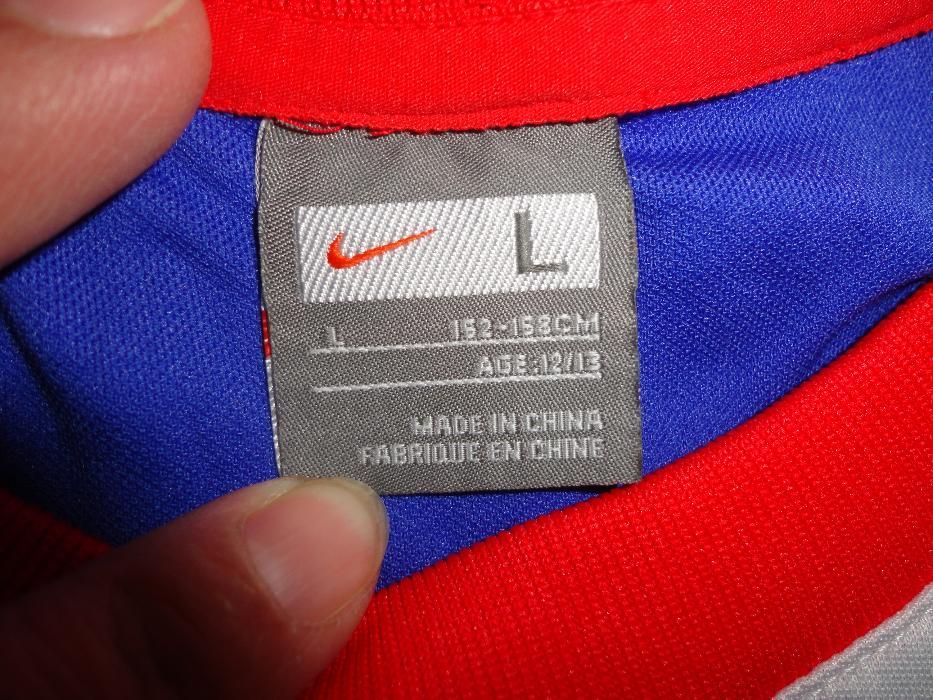 L
L 152-158CM
AGE:12/13
MADE IN CHINA
FABRIQUE EN CHINE